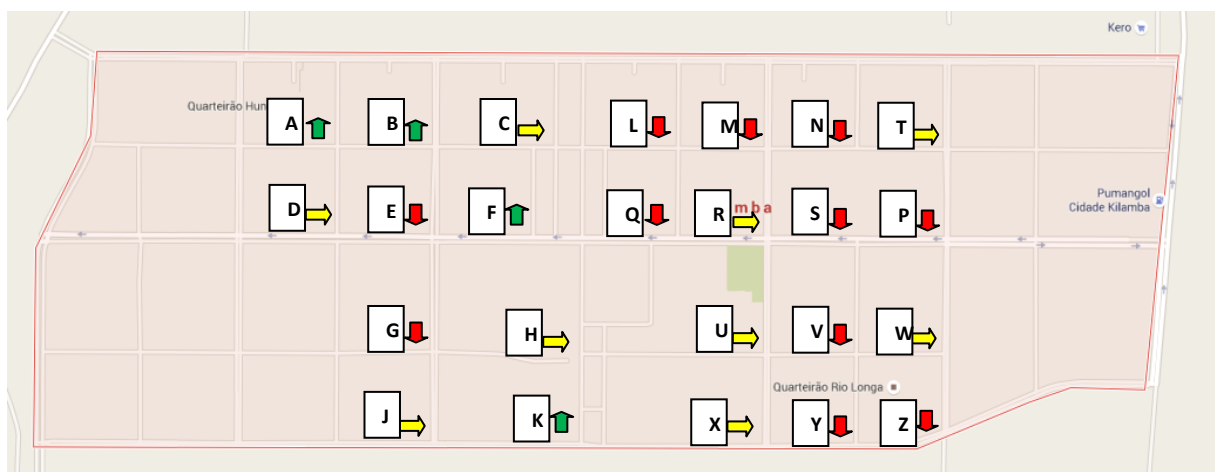 Kero
Quarteirão Hun
A
B
C
L
M
N
T
Pumangol
Cidade Kilamba
D
E
F
Q
R
mba
S
P
G
H
U
V
W
Quarteirão Rio Longa
J
K
X
Y
Z